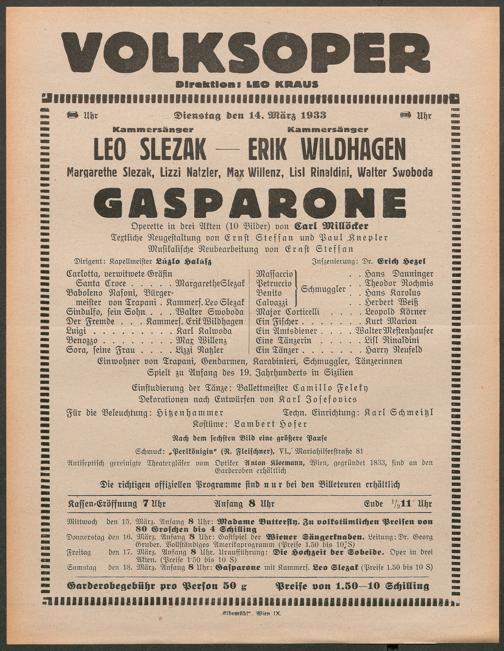 VOLKSOPER
Direktion: LEO KRAUS
Uhr Dienstag den 14. März 1933 Uhr
Kammersänger Kammersänger
LEO SLEZAK — ERIK WILDHAGEN
Margarethe Slezak, Lizzi Natzler, Max Willenz, Lisl Rinaldini, Walter Swoboda
GASPARONE
Operette in drei Akten (10 Bilder) von Carl Millöcker
Textliche Neugestaltung von Ernst Steffan und Paul Knepler
Musikalische Neubearbeitung von Ernst Steffan
Dirigent: Kapellmeister László Halász Inszenierung: Dr. Erich Hezel
Carlotta, verwitwete Gräfin
Santa Croce . . . . . Margarethe Slezak
Baboleno Nasoni, Bürger-
meister von Trapani . Kammers. Leo Slezak
Sindulfo, sein Sohn . . Walter Swoboda
Der Fremde . . . Kammers. Erik Wildhagen
Luigi . . . . . . . Karl Kalwoda
Benozzo . . . . . . Max Willenz
Sora, seine Frau . . . . Lizzi Natzler
Massaccio . . Hans Danninger
Petruccio . . Theodor Rochmis
Benito Schmuggler . . Hans Karolus
Calvazzi . . Herbert Weiß
Major Corticelli . . . Leopold Körner
Ein Fischer . . . . . Kurt Marion
Ein Amtsdiener . . Walter Mestenhauser
Eine Tänzerin . . . . Lisl Rinaldini
Ein Tänzer . . . . . Harry Neufeld
Einwohner von Trapani, Gendarmen, Karabinieri, Schmuggler, Tänzerinnen
Spielt zu Anfang des 19. Jahrhunderts in Sizilien
Einstudierung der Tänze: Ballettmeister Camillo Feleky
Dekorationen nach Entwürfen von Karl Josefovics
Für die Beleuchtung: Hitzenhammer Techn. Einrichtung: Karl Schmeitzl
Kostüme: Lambert Hofer
Nach dem sechsten Bild eine größere Pause
Schmuck: „Perlkönigin" (R. Fleischner), VI., Mariahilferstraße 81
Antiseptisch gereinigte Theatergläser vom Optiker Anton Kleemann, Wien, gegründet 1853, sind an den
Garderoben erhältlich
Die richtigen offiziellen Programme sind nur bei den Billeteuren erhältlich
Kassen-Eröffnung 7 Uhr Anfang 8 Uhr Ende ½11 Uhr
Mittwoch den 15. März. Anfang 8 Uhr: Madame Butterfly. Zu volkstümlichen Preisen von
80 Groschen bis 4 Schilling
Donnerstag den 16. März. Anfang 8 Uhr: Gastspiel der Wiener Sängerknaben. Leitung: Dr. Georg
Gruber. Vollständiges Amerikaprogramm (Preise 1.50 bis 10 S)
Freitag den 17. März. Anfang 8 Uhr. Uraufführung: Die Hochzeit der Sobeide. Oper in drei
Akten. (Preise 1·50 bis 10 S)
Samstag den 18. März. Anfang 8 Uhr: Gasparone mit Kammers. Leo Slezak (Preise 1.50 bis 10 S)
Garderobegebühr pro Person 50 g Preise von 1.50—10 Schilling
„Elbemühl", Wien IX.